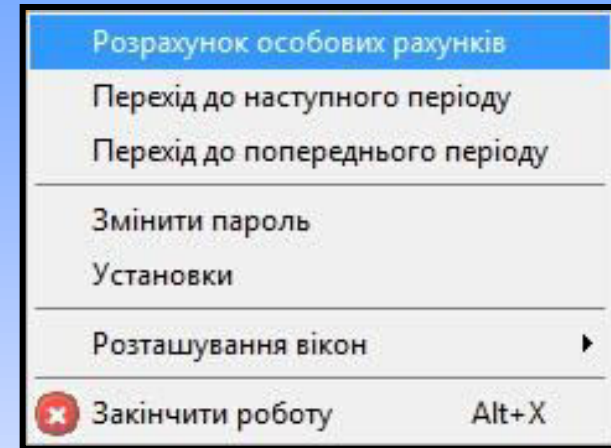 Розрахунок особових рахунків
Перехід до наступного періоду
Перехід до попереднього періоду
Змінити пароль
Установки
Розташування вікон
Закінчити роботу Alt+X